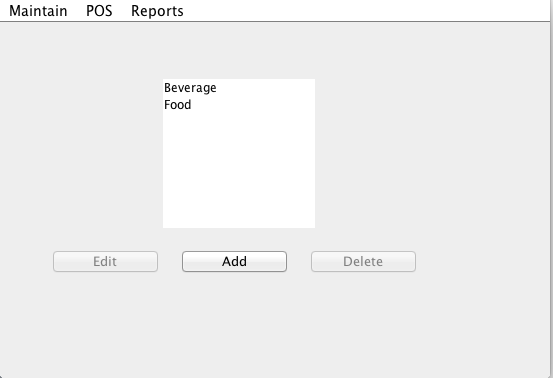 Maintain POS Reports
Beverage
Food
Edit Add Delete